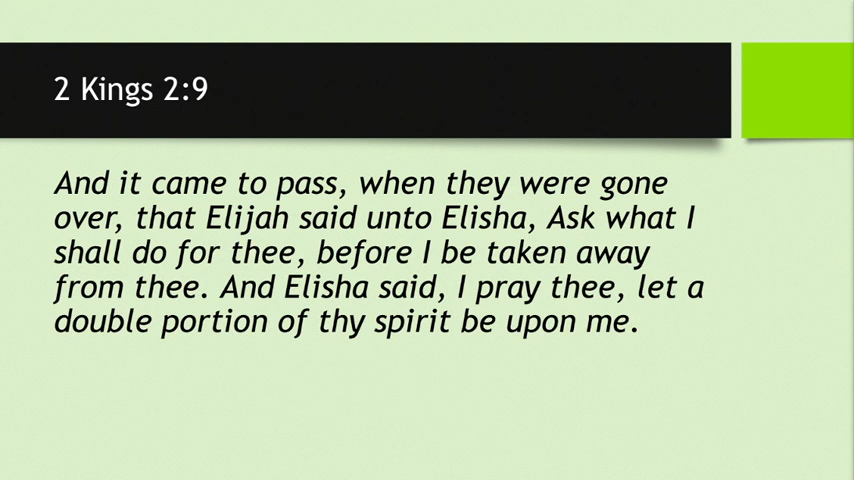 2 Kings 2:9
And it came to pass, when they were gone
over, that Elijah said unto Elisha, Ask what I
shall do for thee, before I be taken away
from thee. And Elisha said, I pray thee, let a
double portion of thy spirit be upon me.